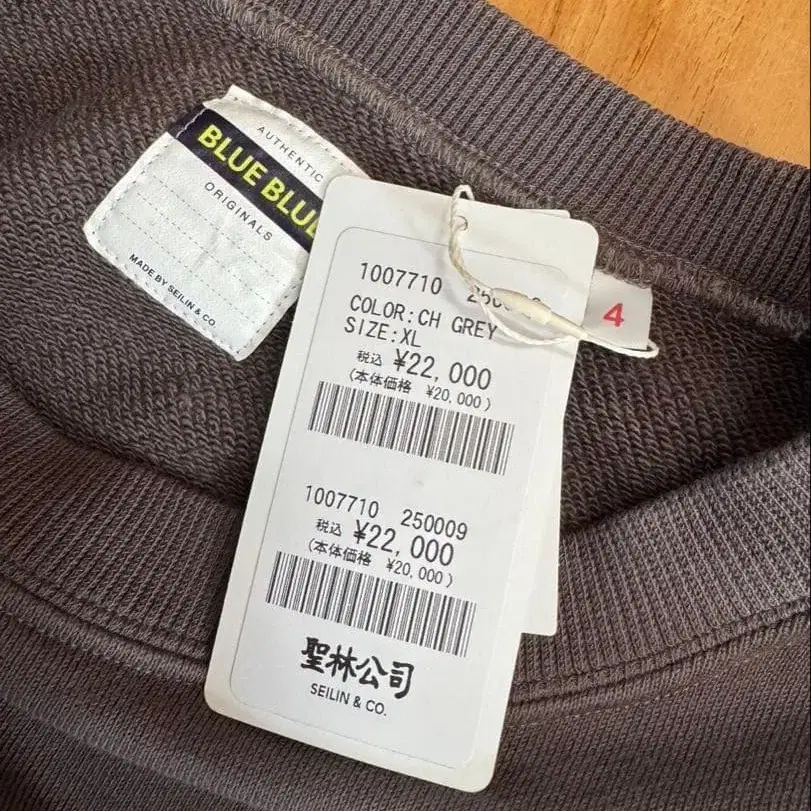 AUTHENTIC
BLUE BLU
ORIGINALS
MADE BY SEILIN & CO.
4
1007710
COLOR:CH GREY
SIZE:XL
税込 ¥22,000
(本体価格 ¥20,000)
1007710 250009
税込 ¥22,000
(本体価格 ¥20,000)
聖林公司
SEILIN & CO.